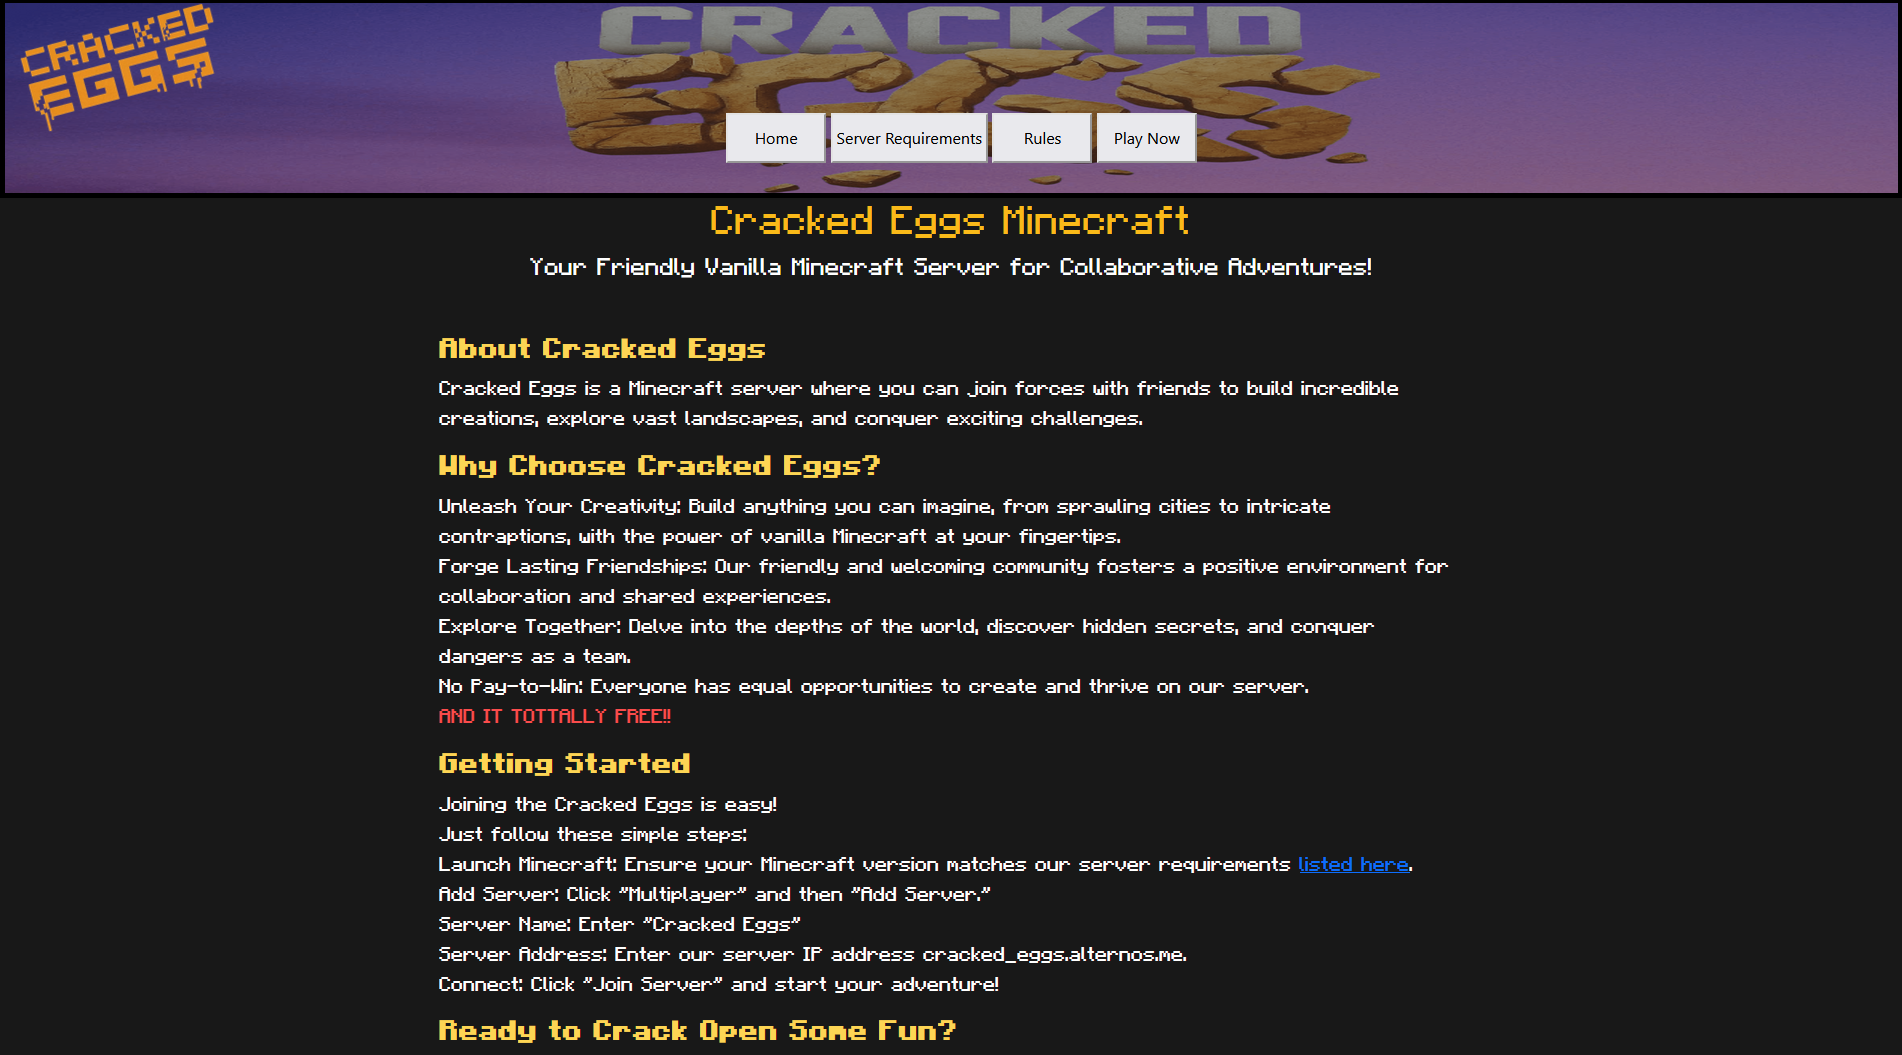 CRACKED
EGGS
CRACKED
EGGS
Home Server Requirements Rules Play Now
Cracked Eggs Minecraft
Your Friendly Vanilla Minecraft Server for Collaborative Adventures!
About Cracked Eggs
Cracked Eggs is a Minecraft server where you can join forces with friends to build incredible
creations, explore vast landscapes, and conquer exciting challenges.
Why Choose Cracked Eggs?
Unleash Your Creativity: Build anything you can imagine, from sprawling cities to intricate
contraptions, with the power of vanilla Minecraft at your fingertips.
Forge Lasting Friendships: Our friendly and welcoming community fosters a positive environment for
collaboration and shared experiences.
Explore Together: Delve into the depths of the world, discover hidden secrets, and conquer
dangers as a team.
No Pay-to-Win: Everyone has equal opportunities to create and thrive on our server.
AND IT TOTTALLY FREE!!
Getting Started
Joining the Cracked Eggs is easy!
Just follow these simple steps:
Launch Minecraft: Ensure your Minecraft version matches our server requirements listed here.
Add Server: Click "Multiplayer" and then "Add Server."
Server Name: Enter "Cracked Eggs"
Server Address: Enter our server IP address cracked_eggs.alternos.me.
Connect: Click "Join Server" and start your adventure!
Ready to Crack Open Some Fun?